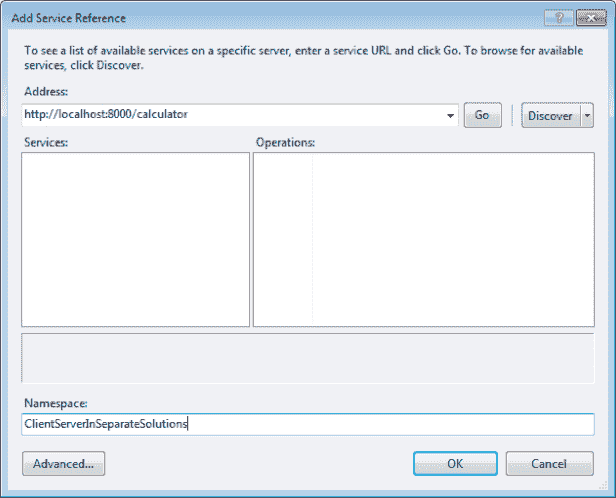 Add Service Reference
To see a list of available services on a specific server, enter a service URL and click Go. To browse for available
services, click Discover.
Address:
http://localhost:8000/calculator
Go
Discover
Services:
Operations:
Namespace:
ClientServerInSeparateSolutions
Advanced...
OK
Cancel